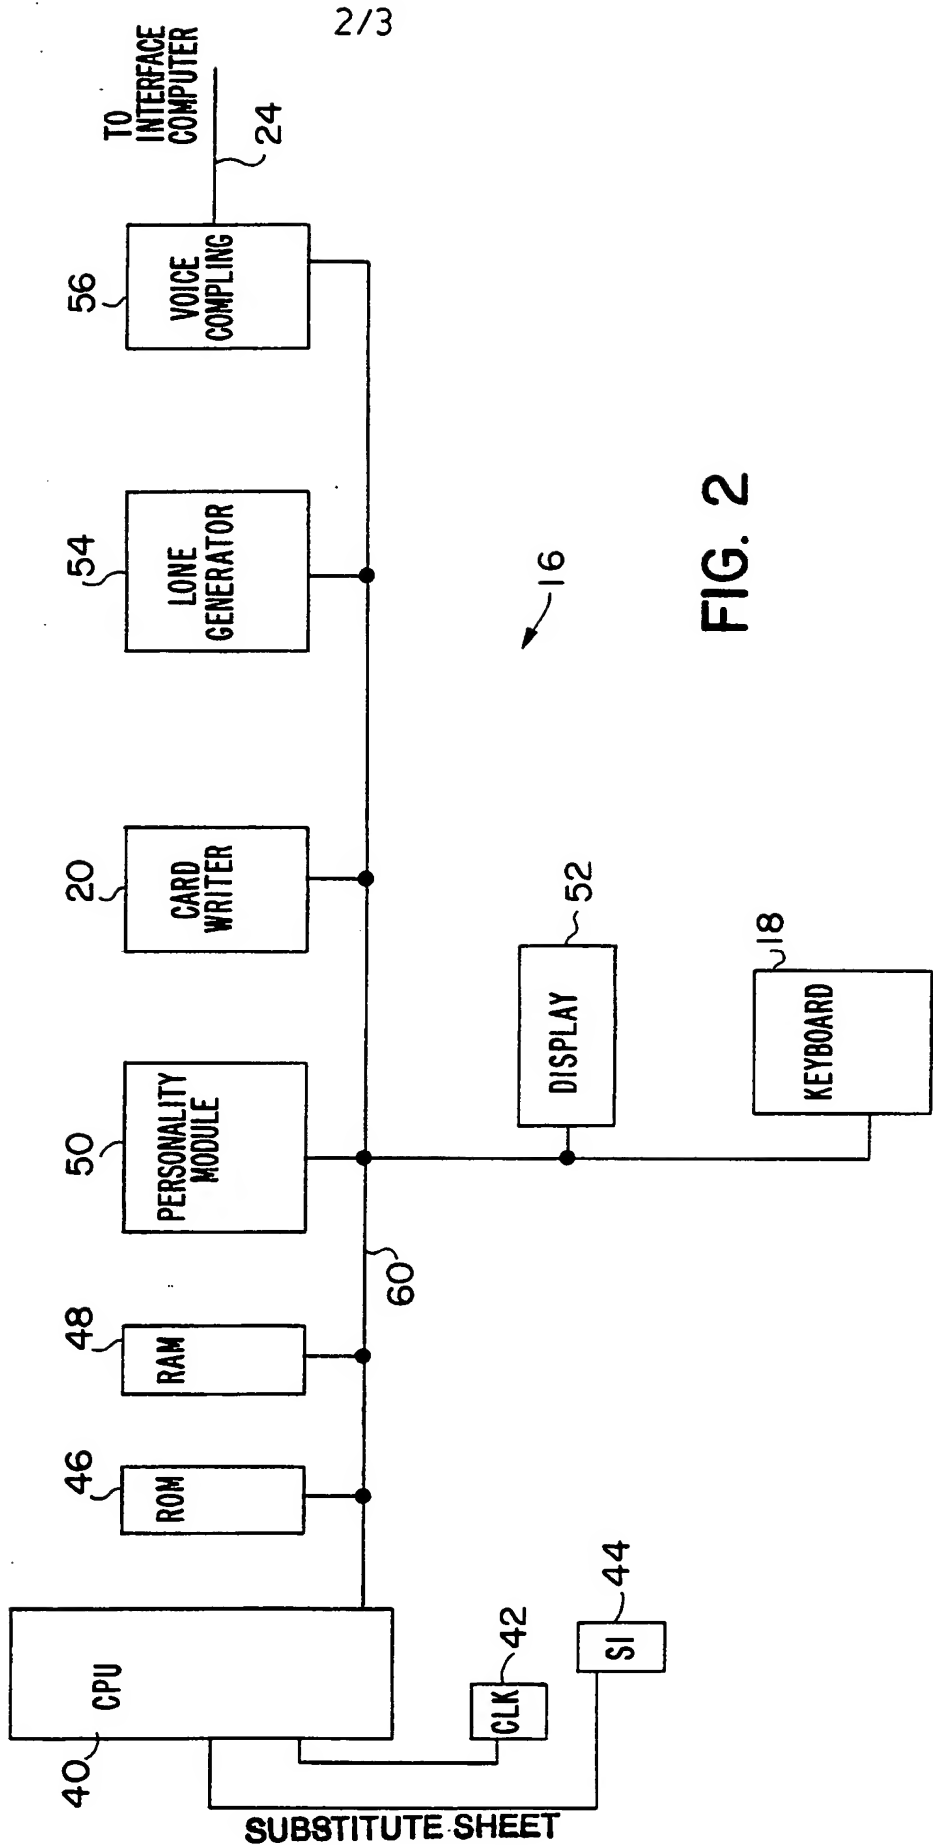 2/3
40
CPU
46
ROM
48
RAM
50
PERSONALITY
MODULE
20
CARD
WRITER
54
LONE
GENERATOR
56
VOICE
COMPLING
TO
INTERFACE
COMPUTER
24
60
42
CLK
44
SI
52
DISPLAY
18
KEYBOARD
16
FIG. 2
SUBSTITUTE SHEET